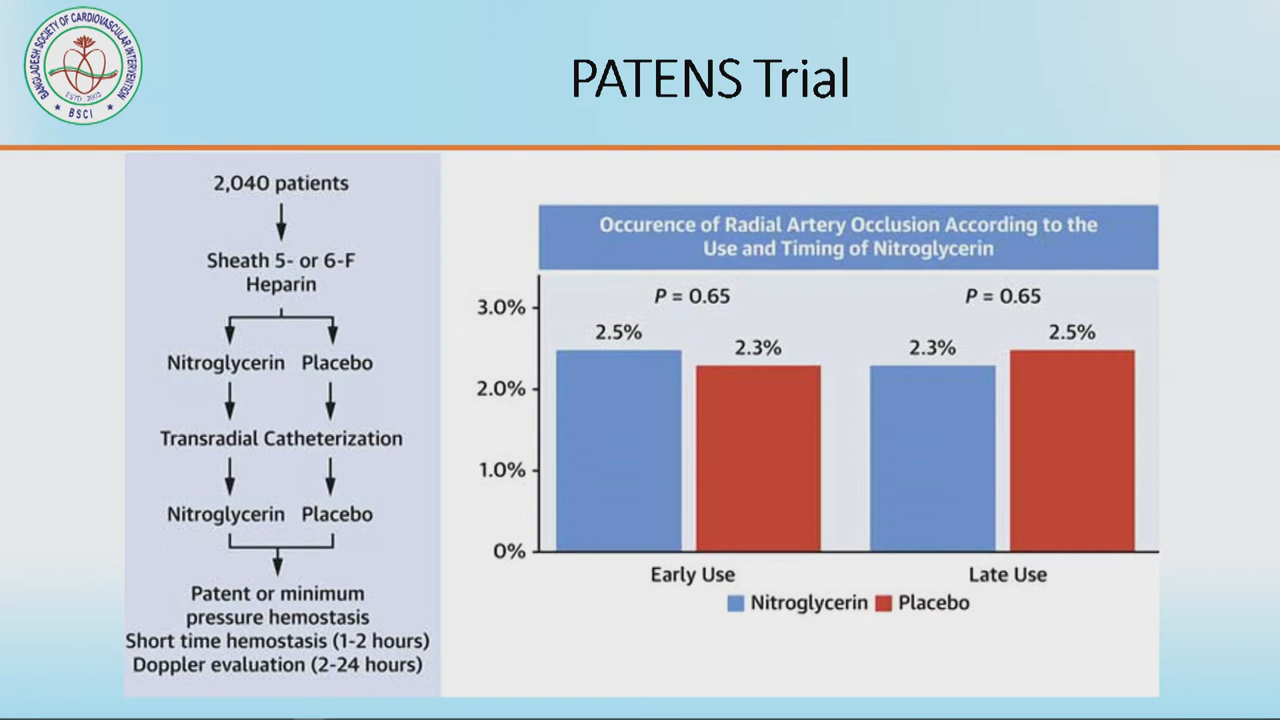 BANGLADESH SOCIETY OF CARDIOVASCULAR INTERVENTION
ESTD 2003
BSCI
PATENS Trial
2,040 patients
Sheath 5- or 6-F
Heparin
Nitroglycerin Placebo
Transradial Catheterization
Nitroglycerin Placebo
Patent or minimum
pressure hemostasis
Short time hemostasis (1-2 hours)
Doppler evaluation (2-24 hours)
Occurence of Radial Artery Occlusion According to the
Use and Timing of Nitroglycerin
P = 0.65 P = 0.65
3.0%
2.0%
1.0%
0%
2.5% 2.3% 2.3% 2.5%
Early Use Late Use
Nitroglycerin Placebo